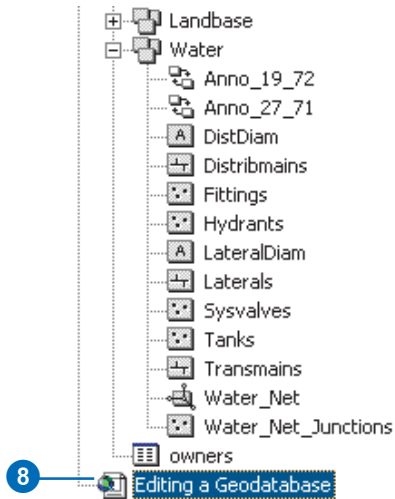 Landbase
Water
Anno_19_72
Anno_27_71
A DistDiam
Distribmains
Fittings
Hydrants
A LateralDiam
Laterals
Sysvalves
Tanks
Transmains
Water_Net
Water_Net_Junctions
owners
8 Editing a Geodatabase